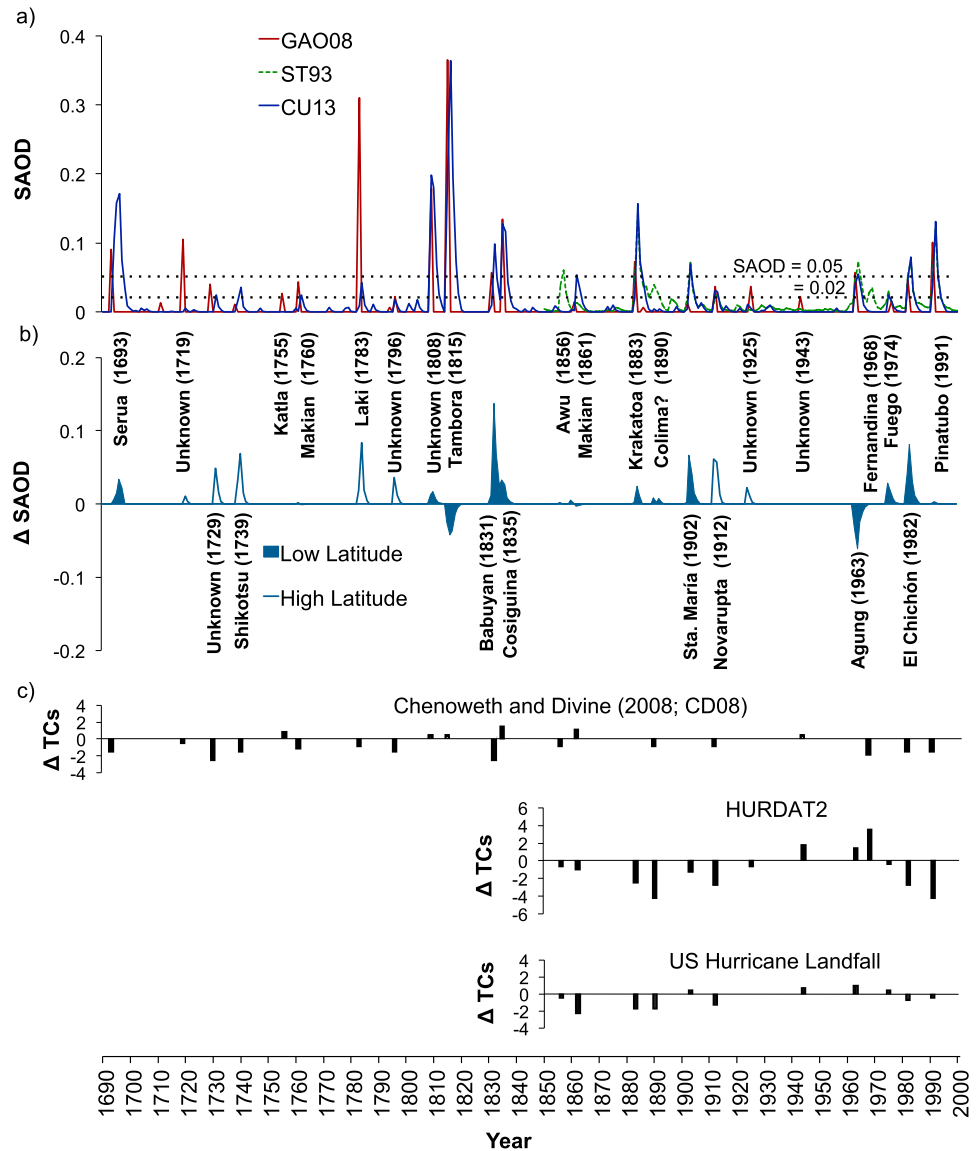 a)
0.4
0.3
0.2
0.1
0
SAOD
GAO08
ST93
CU13
SAOD = 0.05
= 0.02
b)
0.2
0.1
0
-0.1
-0.2
Δ SAOD
Serua (1693)
Unknown (1719)
Katla (1755)
Makian (1760)
Laki (1783)
Unknown (1796)
Unknown (1808)
Tambora (1815)
Awu (1856)
Makian (1861)
Krakatoa (1883)
Colima? (1890)
Unknown (1925)
Unknown (1943)
Fernandina (1968)
Fuego (1974)
Pinatubo (1991)
Unknown (1729)
Shikotsu (1739)
Low Latitude
High Latitude
Babuyan (1831)
Cosiguina (1835)
Sta. María (1902)
Novarupta (1912)
Agung (1963)
El Chichón (1982)
c)
Chenoweth and Divine (2008; CD08)
4
2
0
-2
-4
Δ TCs
HURDAT2
6
4
2
0
-2
-4
-6
Δ TCs
US Hurricane Landfall
4
2
0
-2
-4
Δ TCs
1690
1700
1710
1720
1730
1740
1750
1760
1770
1780
1790
1800
1810
1820
1830
1840
1850
1860
1870
1880
1890
1900
1910
1920
1930
1940
1950
1960
1970
1980
1990
2000
Year